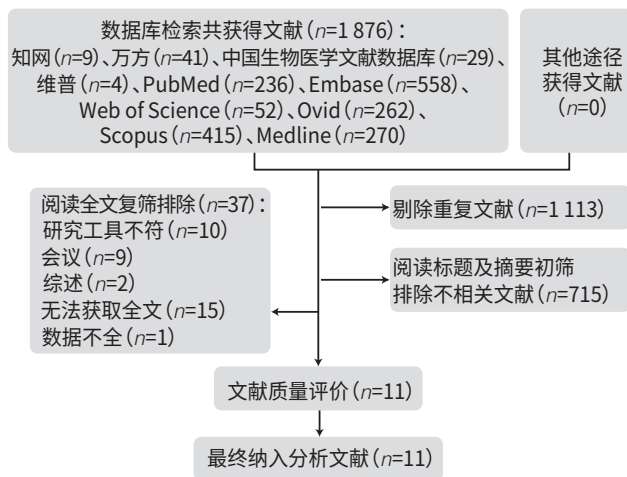 数据库检索共获得文献(n=1 876):
知网(n=9)、万方(n=41)、中国生物医学文献数据库(n=29)、
维普(n=4)、PubMed(n=236)、Embase(n=558)、
Web of Science(n=52)、Ovid(n=262)、
Scopus(n=415)、Medline(n=270)
其他途径
获得文献
(n=0)
剔除重复文献(n=1 113)
阅读标题及摘要初筛
排除不相关文献(n=715)
阅读全文复筛排除(n=37):
研究工具不符(n=10)
会议(n=9)
综述(n=2)
无法获取全文(n=15)
数据不全(n=1)
文献质量评价(n=11)
最终纳入分析文献(n=11)